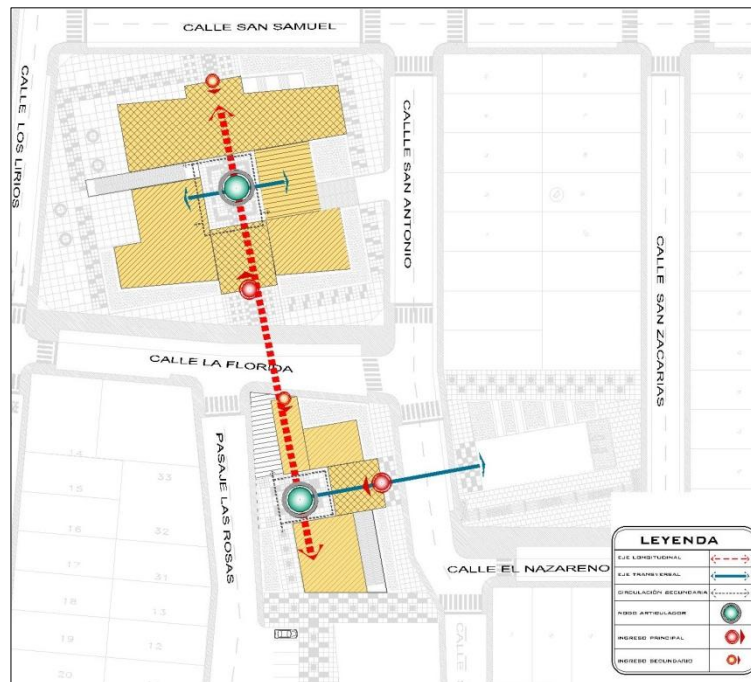 CALLE SAN SAMUEL
CALLE LOS LIRIOS
CALLLE SAN ANTONIO
CALLE SAN ZACARIAS
CALLE LA FLORIDA
PASAJE LAS ROSAS
14
33
15
16
32
17
31
18
13
19
12
20
CALLE EL NAZARENO
LEYENDA
EJE LONGITUDINAL
EJE TRANSVERSAL
CIRCULACIÓN SECUNDARIA
NODO ARTICULADOR
INGRESO PRINCIPAL
INGRESO SECUNDARIO